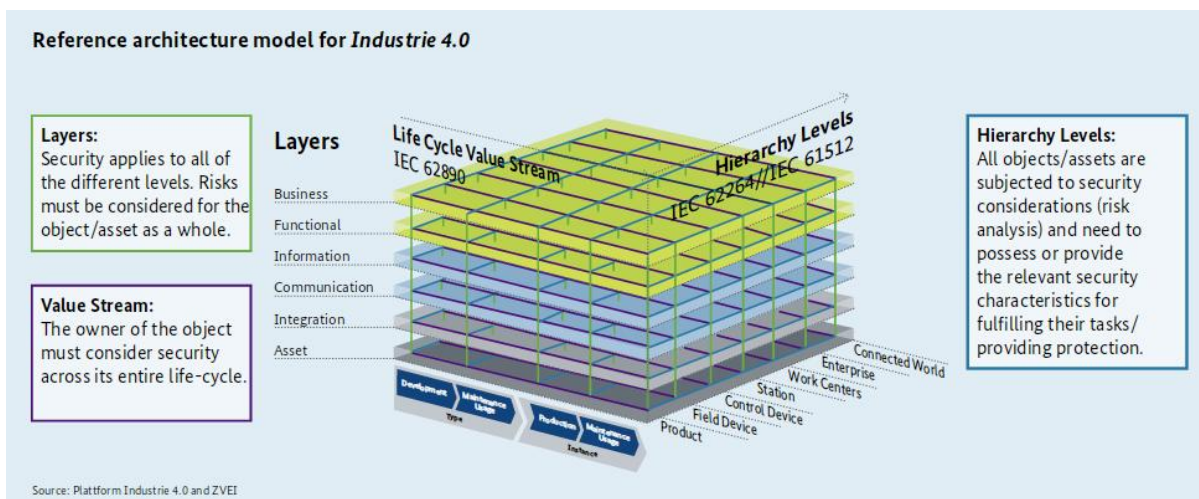 Reference architecture model for Industrie 4.0
Layers:
Security applies to all of
the different levels. Risks
must be considered for the
object/asset as a whole.
Value Stream:
The owner of the object
must consider security
across its entire life-cycle.
Layers
Business
Functional
Information
Communication
Integration
Asset
Life Cycle Value Stream
IEC 62890
Hierarchy Levels
IEC 62264//IEC 61512
Development
Maintenance
Usage
Type
Production
Maintenance
Usage
Instance
Connected World
Enterprise
Work Centers
Station
Control Device
Field Device
Product
Hierarchy Levels:
All objects/assets are
subjected to security
considerations (risk
analysis) and need to
possess or provide
the relevant security
characteristics for
fulfilling their tasks/
providing protection.
Source: Plattform Industrie 4.0 and ZVEI